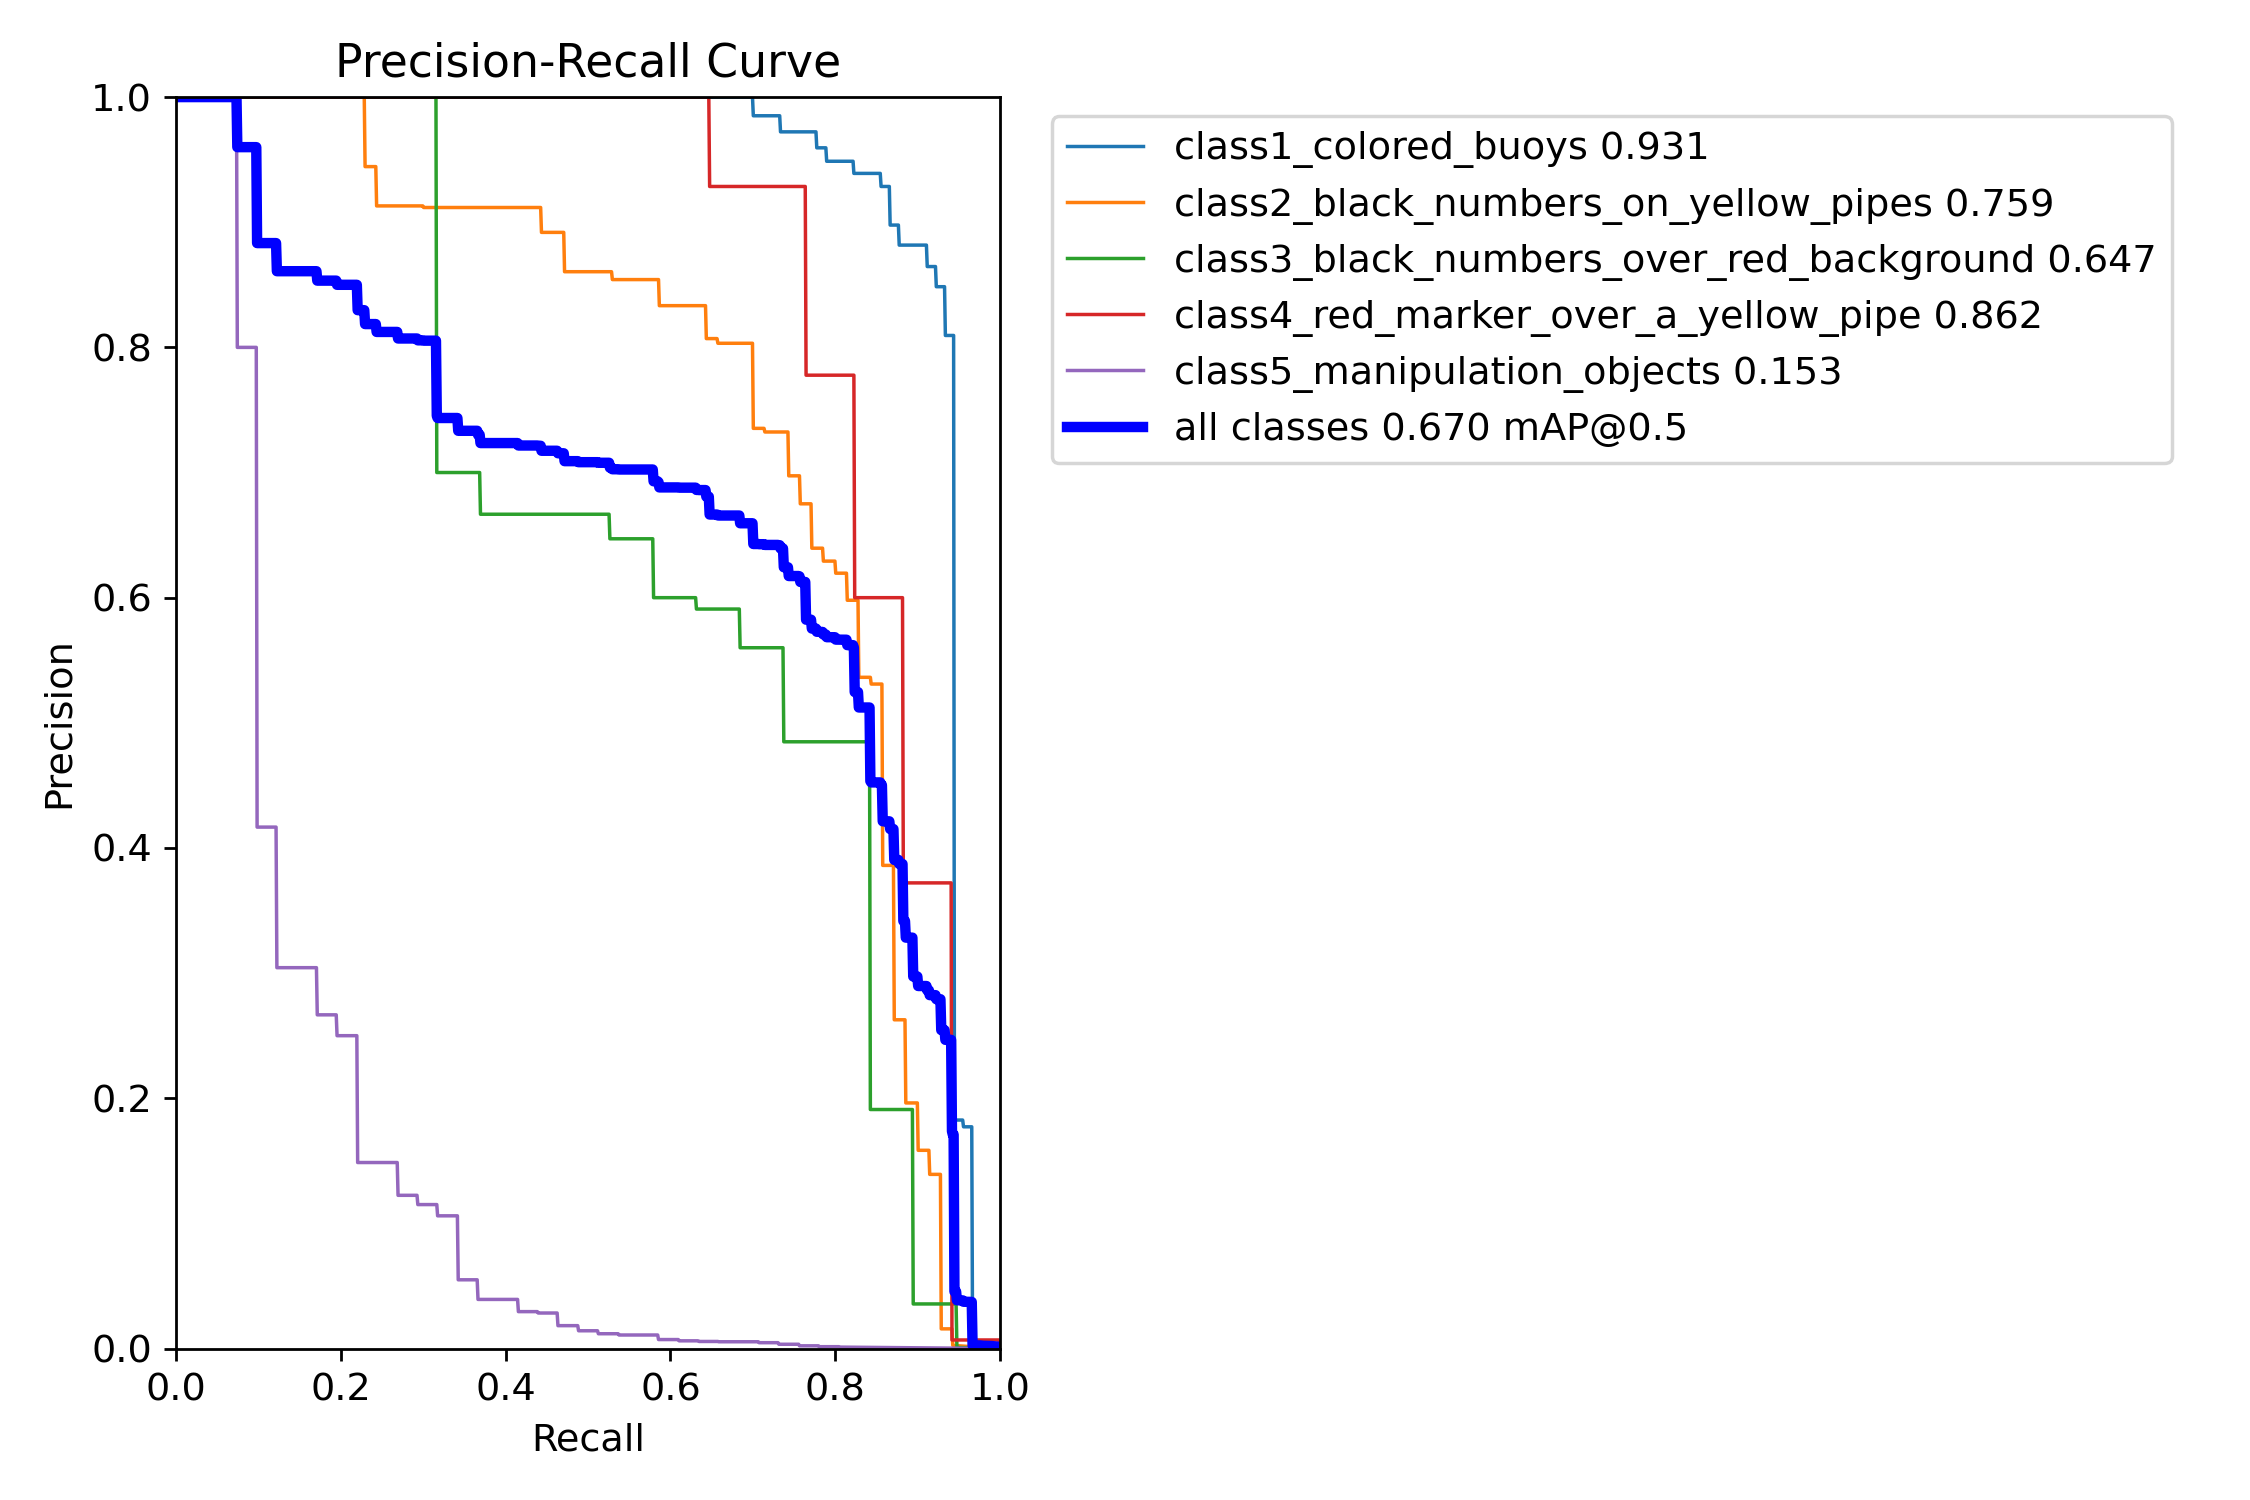 Precision-Recall Curve
1.0
0.8
0.6
0.4
0.2
0.0
Precision
0.0 0.2 0.4 0.6 0.8 1.0
Recall
class1_colored_buoys 0.931
class2_black_numbers_on_yellow_pipes 0.759
class3_black_numbers_over_red_background 0.647
class4_red_marker_over_a_yellow_pipe 0.862
class5_manipulation_objects 0.153
all classes 0.670 mAP@0.5